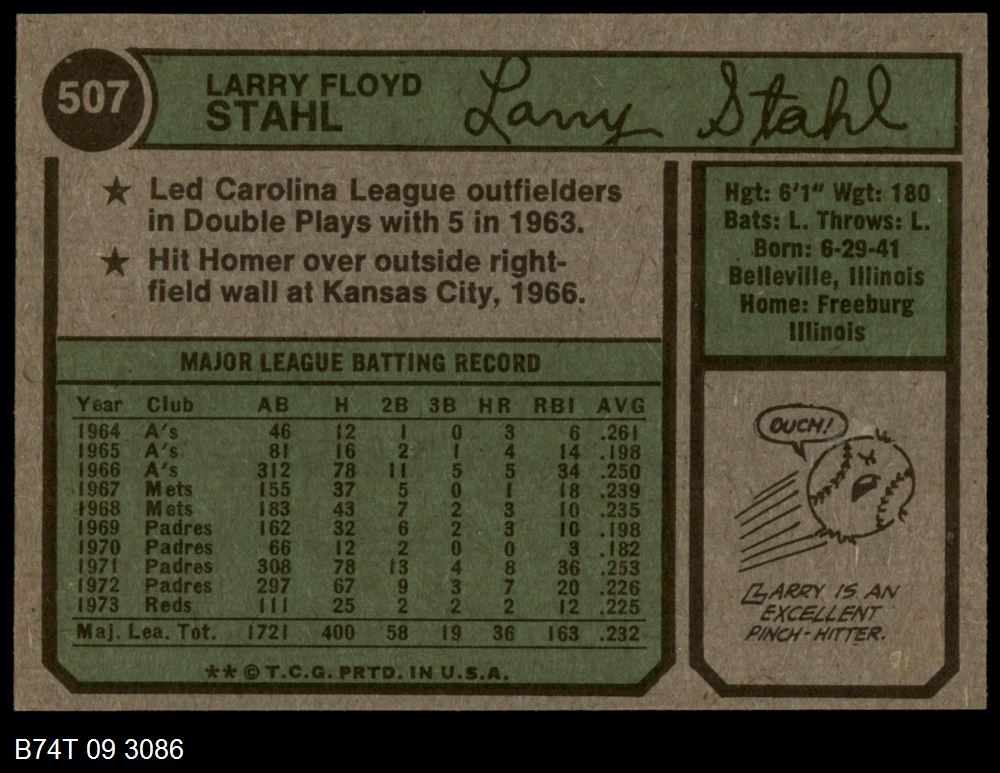 507
LARRY FLOYD
STAHL
Larry Stahl
★ Led Carolina League outfielders
in Double Plays with 5 in 1963.
★ Hit Homer over outside right-
field wall at Kansas City, 1966.
Hgt: 6'1" Wgt: 180
Bats: L. Throws: L.
Born: 6-29-41
Belleville, Illinois
Home: Freeburg
Illinois
MAJOR LEAGUE BATTING RECORD
Year Club AB H 2B 3B HR RBI AVG
1964 A's 46 12 1 0 3 6 .261
1965 A's 81 16 2 1 4 14 .198
1966 A's 312 78 11 5 5 34 .250
1967 Mets 155 37 5 0 1 18 .239
1968 Mets 183 43 7 2 3 10 .235
1969 Padres 162 32 6 2 3 10 .198
1970 Padres 66 12 2 0 0 3 .182
1971 Padres 308 78 13 4 8 36 .253
1972 Padres 297 67 9 3 7 20 .226
1973 Reds 111 25 2 2 2 12 .225
Maj. Lea. Tot. 1721 400 58 19 36 163 .232
** © T.C.G. PRTD. IN U.S.A.
OUCH!
LARRY IS AN
EXCELLENT
PINCH-HITTER.
B74T 09 3086